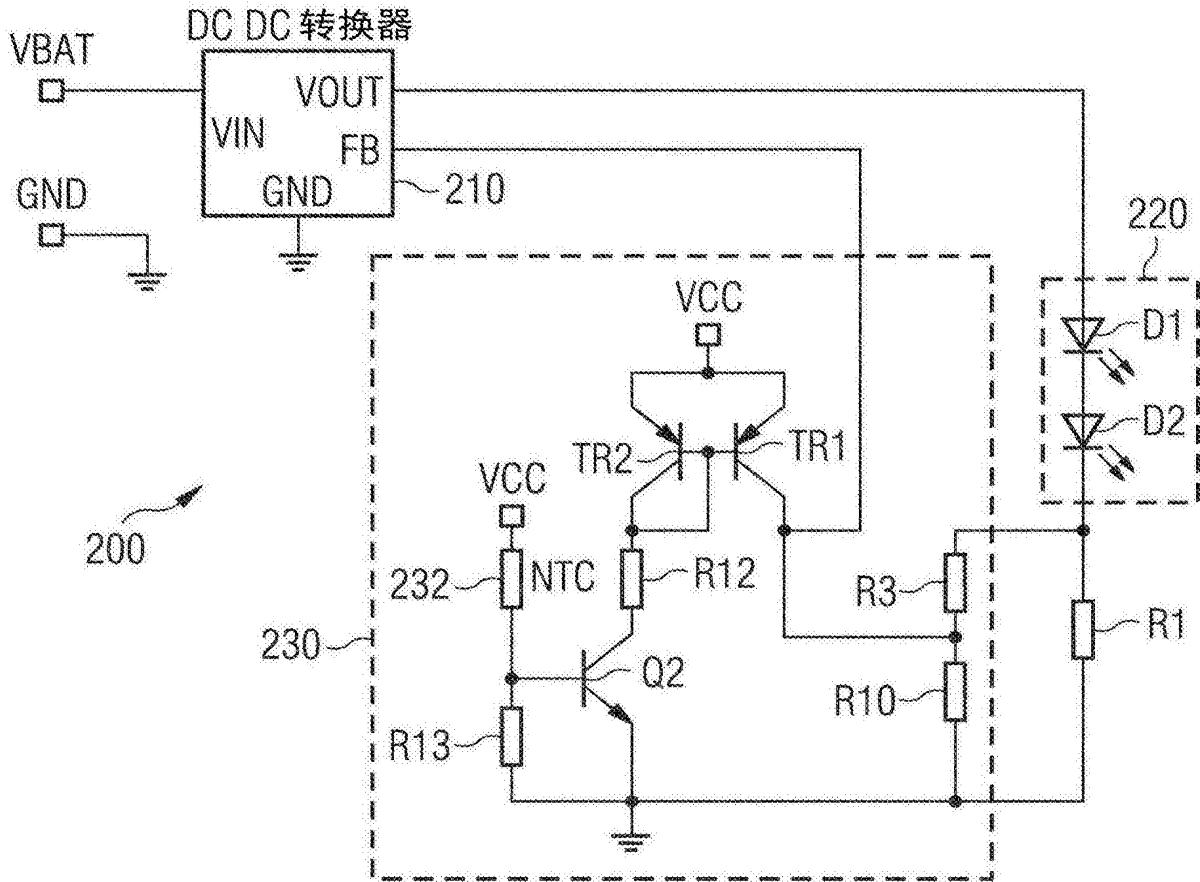 DC DC 转换器
VBAT
VOUT
VIN
FB
GND
210
GND
220
VCC
D1
D2
TR2
TR1
VCC
200
232
NTC
R12
R3
R1
230
Q2
R10
R13